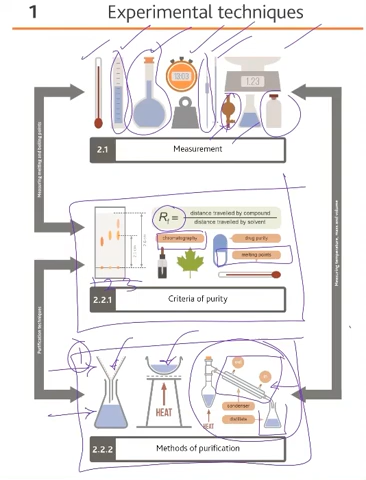 1 Experimental techniques
1203
1.23
2.1 Measurement
Measuring melting and boiling points
Measuring temperature, mass and volume
Rf = distance travelled by compound
distance travelled by solvent
chromatography
drug purity
melting points
2.2.1 Criteria of purity
Purification techniques
HEAT
HEAT
condenser
distillate
2.2.2 Methods of purification